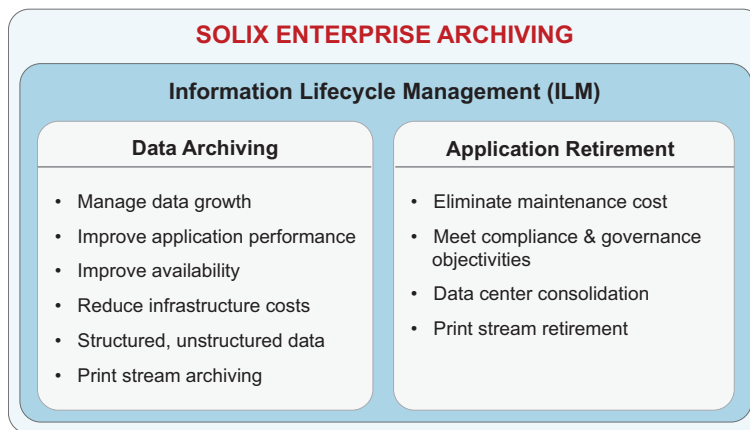 SOLIX ENTERPRISE ARCHIVING
Information Lifecycle Management (ILM)
Data Archiving
• Manage data growth
• Improve application performance
• Improve availability
• Reduce infrastructure costs
• Structured, unstructured data
• Print stream archiving
Application Retirement
• Eliminate maintenance cost
• Meet compliance & governance
objectivities
• Data center consolidation
• Print stream retirement